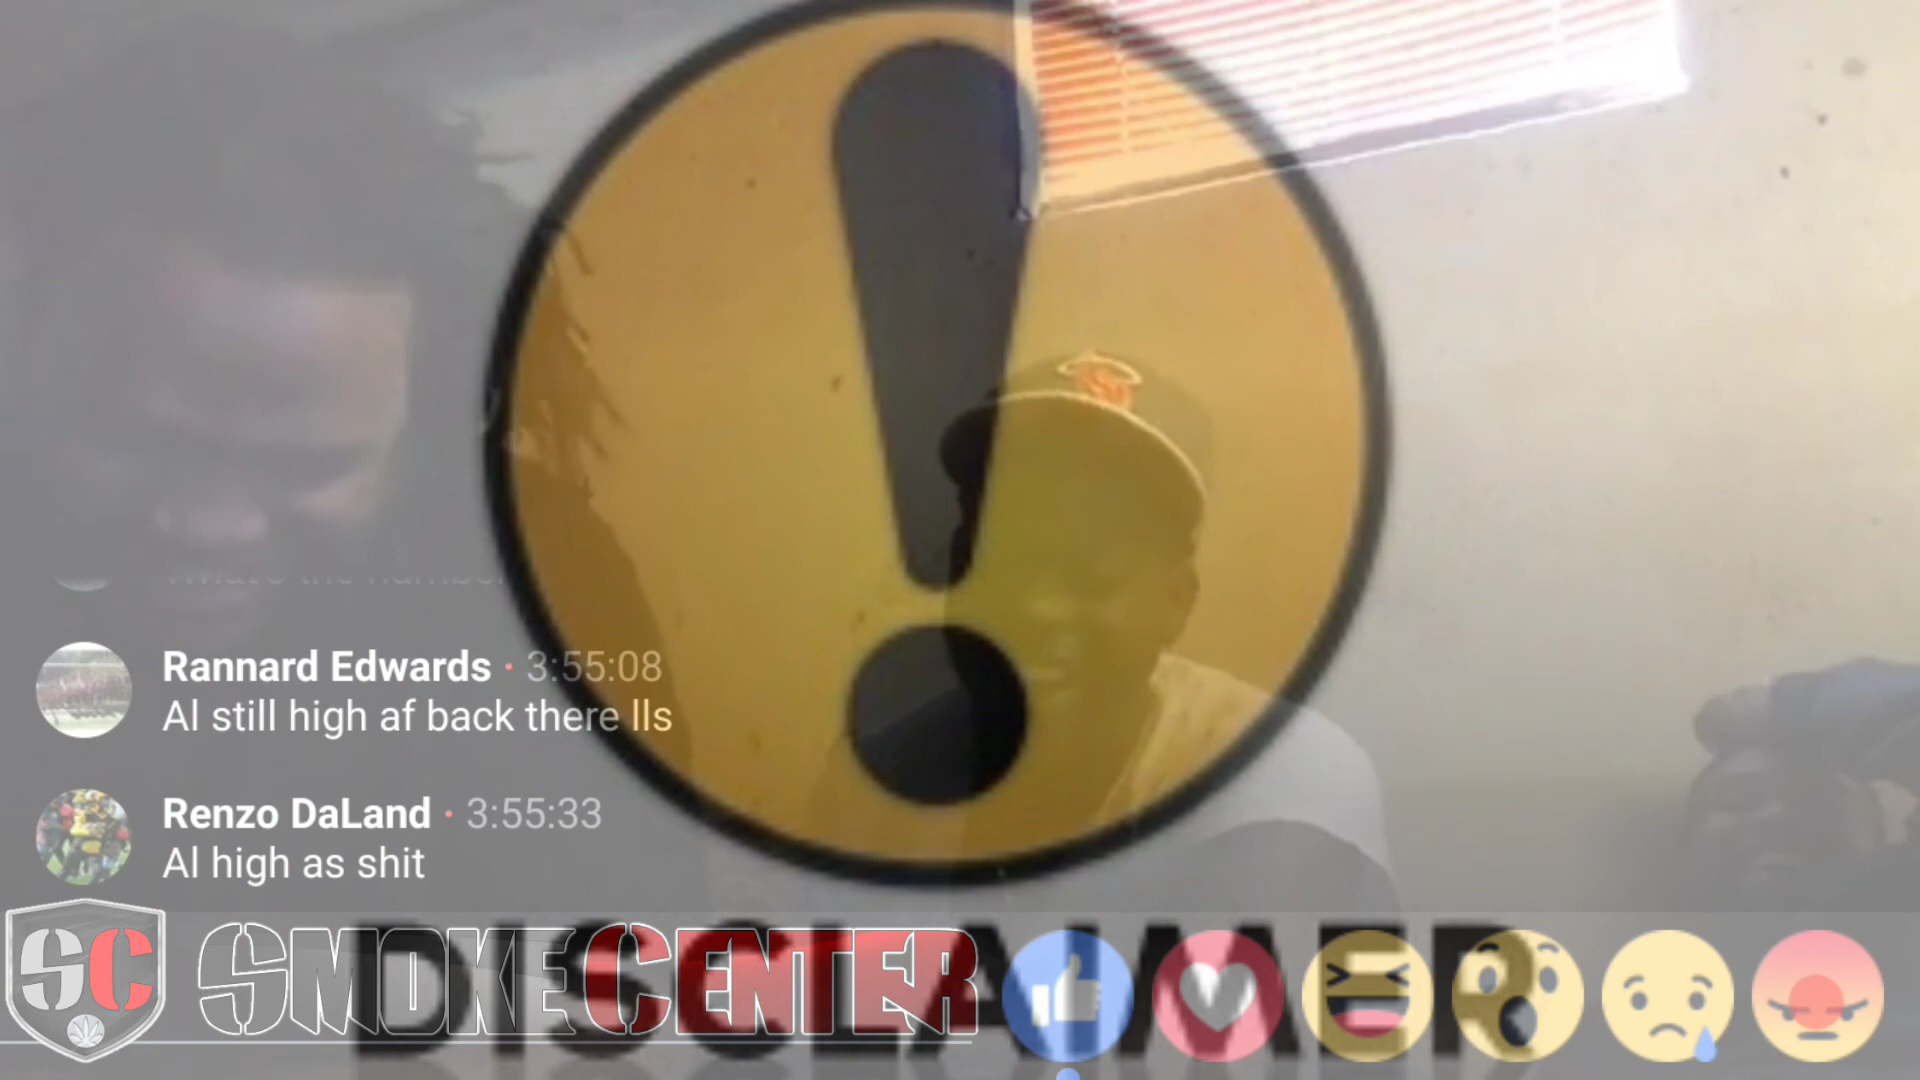 Rannard Edwards · 3:55:08
Al still high af back there lls
Renzo DaLand · 3:55:33
Al high as shit
SC SMOKECENTER
DISCLAIMER